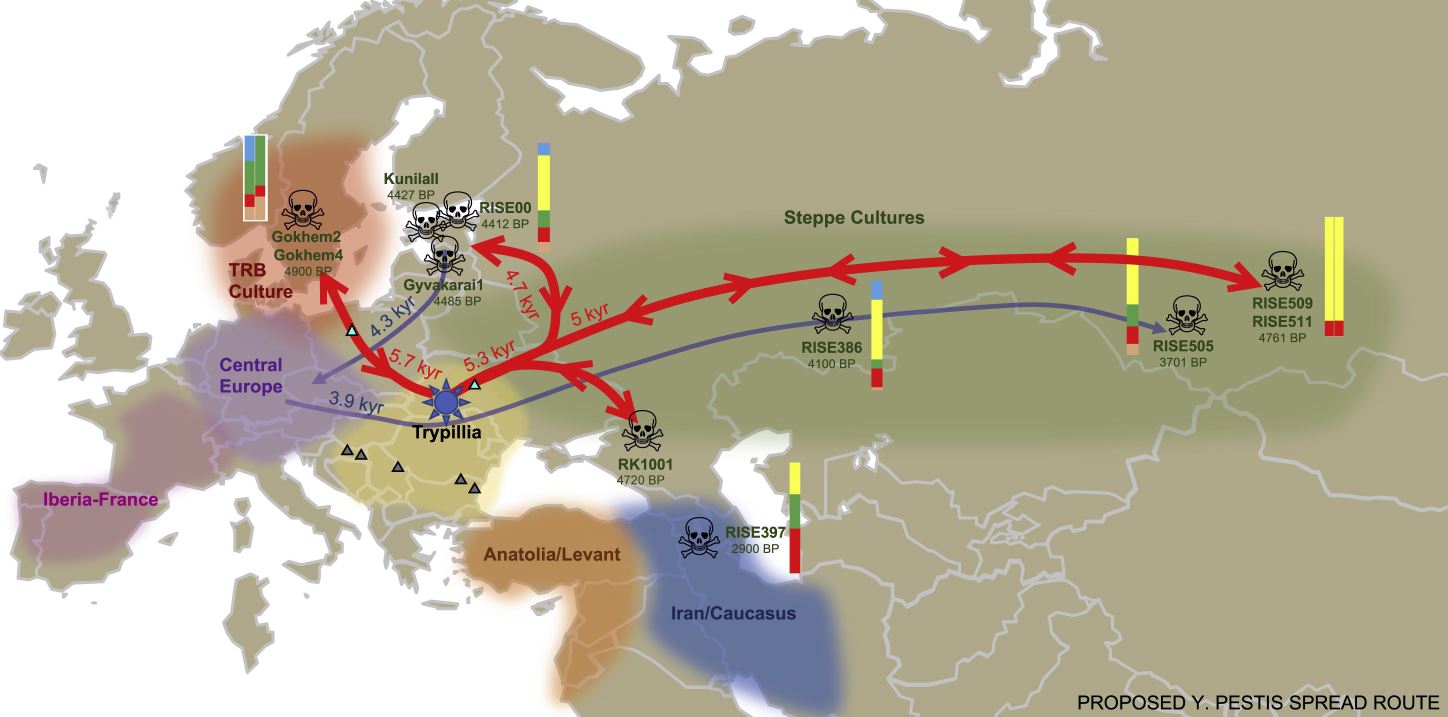 Kunilall
4427 BP
RISE00
4412 BP
Steppe Cultures
Gokhem2
Gokhem4
4900 BP
TRB
Culture
Gyvakarai1
4485 BP
4.7 kyr
4.3 kyr
5 kyr
RISE509
RISE511
4761 BP
RISE386
4100 BP
RISE505
3701 BP
Central
Europe
5.7 kyr
5.3 kyr
3.9 kyr
Trypillia
RK1001
4720 BP
Iberia-France
RISE397
2900 BP
Anatolia/Levant
Iran/Caucasus
PROPOSED Y. PESTIS SPREAD ROUTE